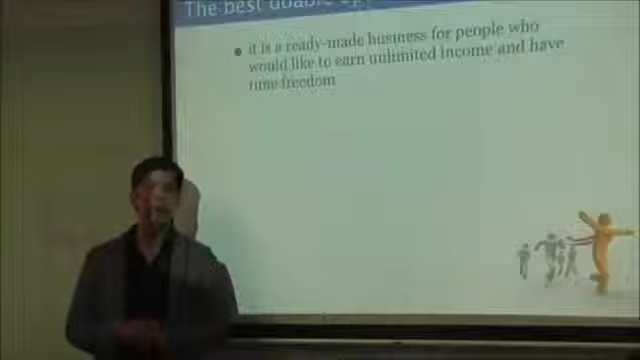 The best doable
it is a ready-made business for people who
would like to earn unlimited income and have
time freedom